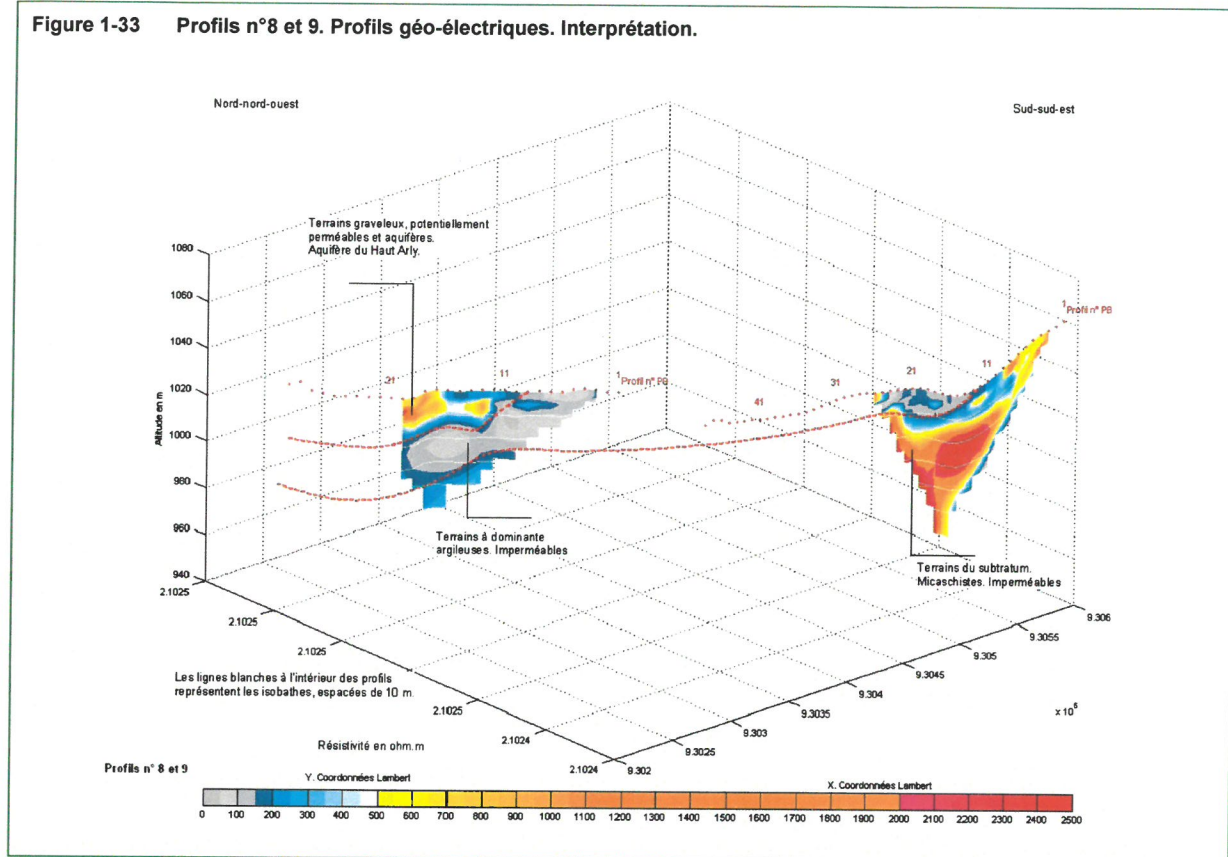 Figure 1-33 Profils n°8 et 9. Profils géo-électriques. Interprétation.
Nord-nord-ouest
Sud-sud-est
Terrains graveleux, potentiellement
perméables et aquifères.
Aquifère du Haut Arly.
1080
1060
1040
1020
1000
980
960
940
Altitude en m
21
11
1
41
31
21
11
1
Profil n° P8
Terrains à dominante
argileuses. Imperméables
Terrains du subtratum.
Micaschistes. Imperméables
2.1025
2.1025
2.1025
2.1025
2.1024
2.1024
9.302
9.3025
9.303
9.3035
9.304
9.3045
9.305
9.3055
9.306
x 10
Les lignes blanches à l'intérieur des profils
représentent les isobathes, espacées de 10 m.
Résistivité en ohm.m
Profils n° 8 et 9
Y. Coordonnées Lambert
X. Coordonnées Lambert
0 100 200 300 400 500 600 700 800 900 1000 1100 1200 1300 1400 1500 1600 1700 1800 1900 2000 2100 2200 2300 2400 2500